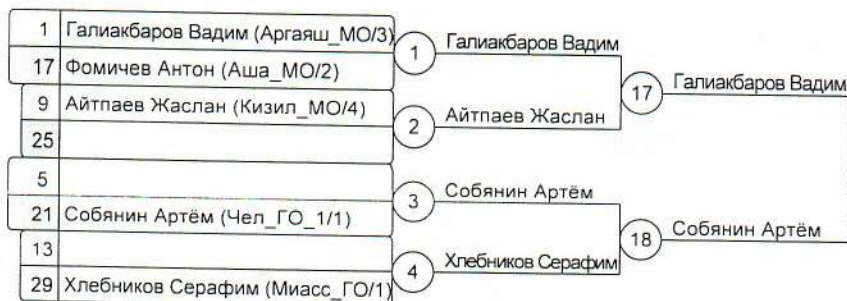 1 Галиакбаров Вадим (Аргаяш_МО/3)
17 Фомичев Антон (Аша_МО/2)
9 Айтпаев Жаслан (Кизил_МО/4)
25
5
21 Собянин Артём (Чел_ГО_1/1)
13
29 Хлебников Серафим (Миасс_ГО/1)
1 Галиакбаров Вадим
2 Айтпаев Жаслан
3 Собянин Артём
4 Хлебников Серафим
17 Галиакбаров Вадим
18 Собянин Артём